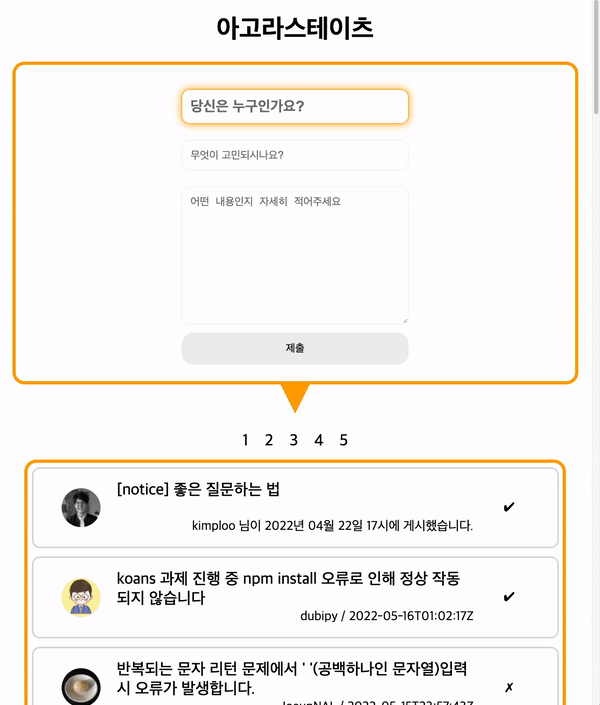 아고라스테이츠
당신은 누구인가요?
무엇이 고민되시나요?
어떤 내용인지 자세히 적어주세요
제출
1 2 3 4 5
[notice] 좋은 질문하는 법
kimploo 님이 2022년 04월 22일 17시에 게시했습니다.
✔
koans 과제 진행 중 npm install 오류로 인해 정상 작동
되지 않습니다
dubipy / 2022-05-16T01:02:17Z
✔
반복되는 문자 리턴 문제에서 ' '(공백하나인 문자열)입력
시 오류가 발생합니다.
✗
/ 2022-05-15T23:57:43Z